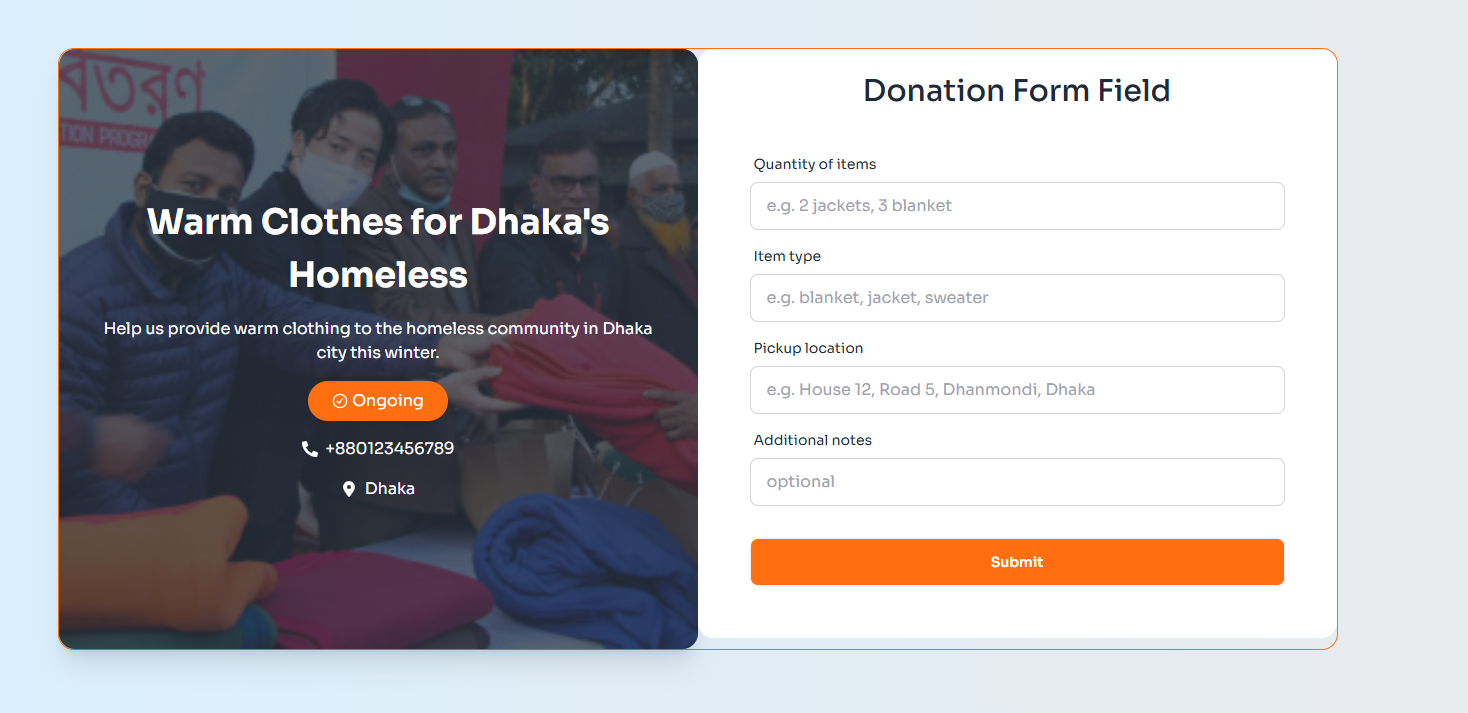 বতরণ
TION PROGRA
Warm Clothes for Dhaka's
Homeless
Help us provide warm clothing to the homeless community in Dhaka
city this winter.
Ongoing
+880123456789
Dhaka
Donation Form Field
Quantity of items
e.g. 2 jackets, 3 blanket
Item type
e.g. blanket, jacket, sweater
Pickup location
e.g. House 12, Road 5, Dhanmondi, Dhaka
Additional notes
optional
Submit